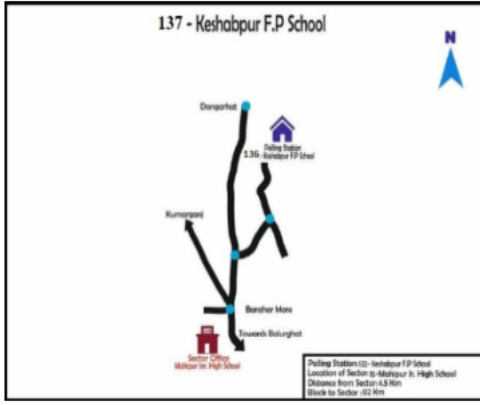 137 - Keshabpur F.P School
N
Dangarhat
Polling Station
136 - Keshabpur F.P School
Kumarganj
Barahar More
Towards Balurghat
Sector Office
Mahipur Jr. High School
Polling Station:137- Keshabpur F.P School
Location of Sector: 15-Mahipur Jr. High School
Distance from Sector: 4.5 Km
Block to Sector : 02 Km